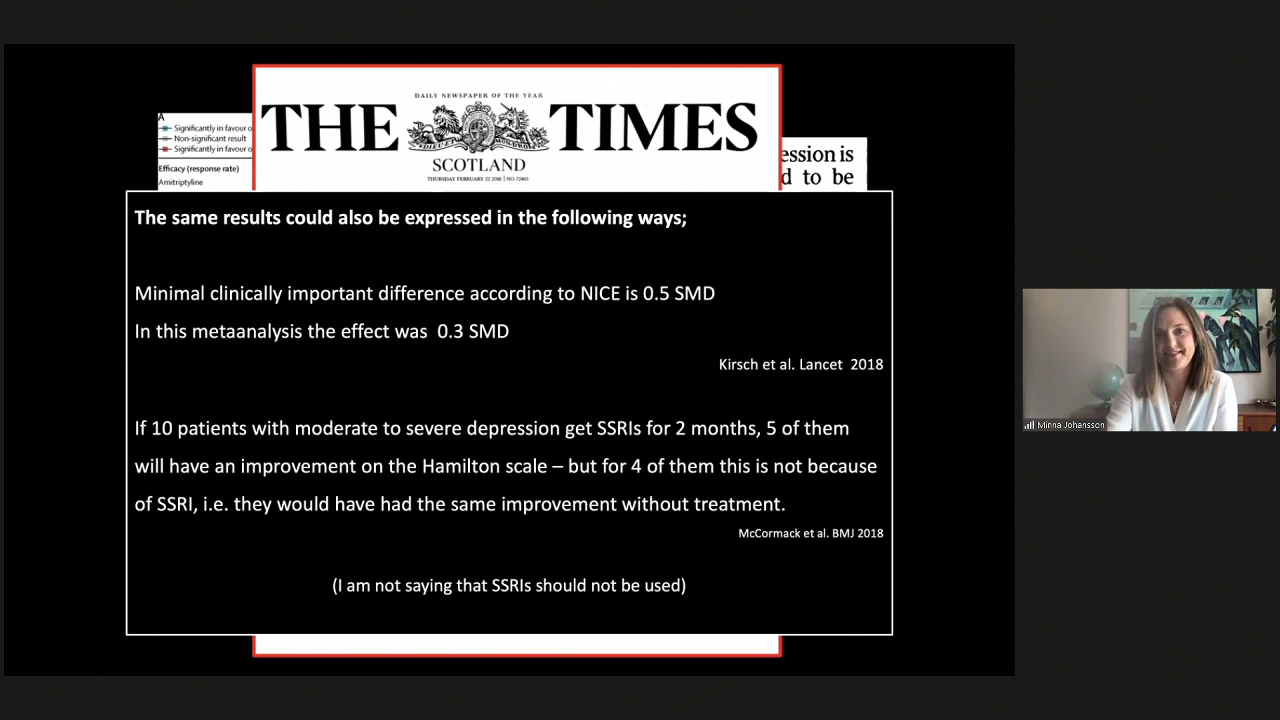 DAILY NEWSPAPER OF THE YEAR
THE TIMES
SCOTLAND
THURSDAY FEBRUARY 22 2018 | NO 72465
A
Significantly in favour o
Non-significant result
Significantly in favour o
Efficacy (response rate)
Amitriptyline
ession is
d to be
The same results could also be expressed in the following ways;
Minimal clinically important difference according to NICE is 0.5 SMD
In this metaanalysis the effect was 0.3 SMD
Kirsch et al. Lancet 2018
If 10 patients with moderate to severe depression get SSRIs for 2 months, 5 of them
will have an improvement on the Hamilton scale – but for 4 of them this is not because
of SSRI, i.e. they would have had the same improvement without treatment.
McCormack et al. BMJ 2018
(I am not saying that SSRIs should not be used)
Minna Johansson